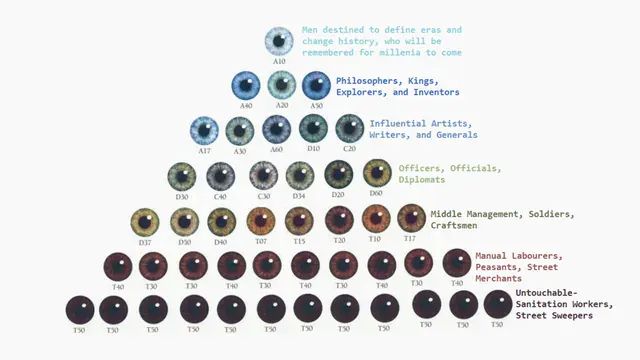 Men destined to define eras and
change history, who will be
remembered for millenia to come
A10
Philosophers, Kings,
Explorers, and Inventors
A40 A20 A50
Influential Artists,
Writers, and Generals
A17 A30 A60 D10 C20
Officers, Officials,
Diplomats
D30 C40 C30 D34 D20 D60
Middle Management, Soldiers,
Craftsmen
D37 D50 D40 T07 T15 T20 T10 T17
Manual Labourers,
Peasants, Street
Merchants
T40 T30 T30 T40 T30 T40 T30 T30 T30 T40
Untouchable-
Sanitation Workers,
Street Sweepers
T50 T50 T50 T50 T50 T50 T50 T50 T50 T50 T50 T50